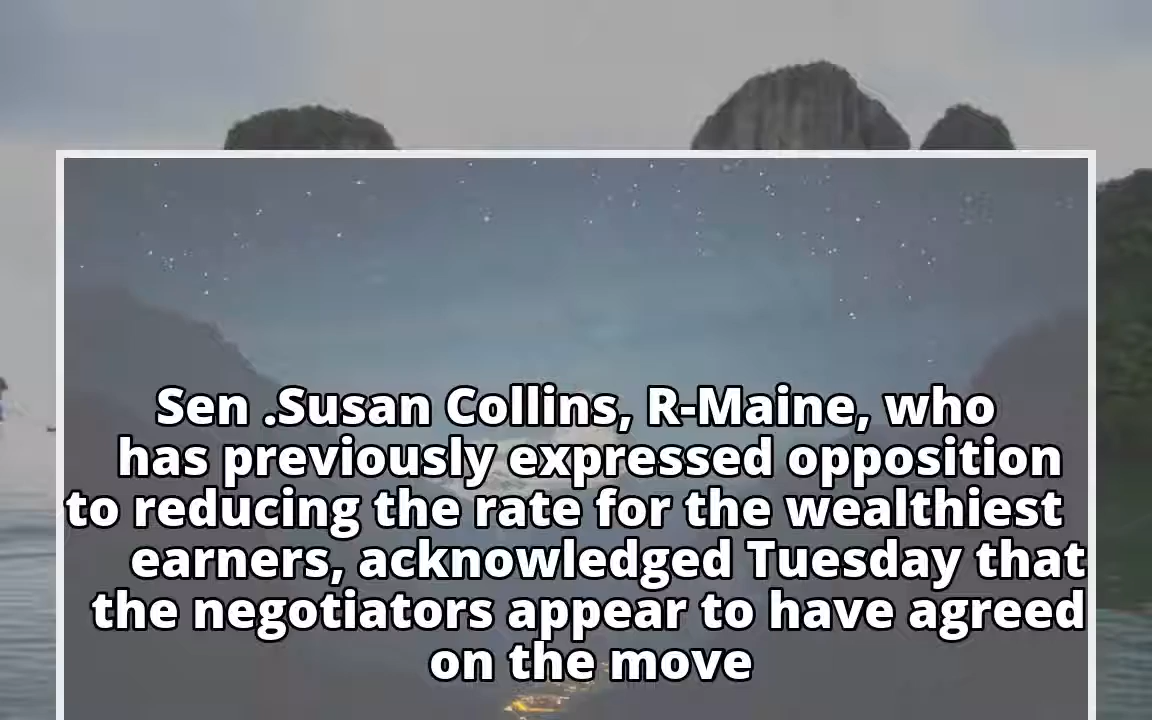 Sen .Susan Collins, R-Maine, who
has previously expressed opposition
to reducing the rate for the wealthiest
earners, acknowledged Tuesday that
the negotiators appear to have agreed
on the move